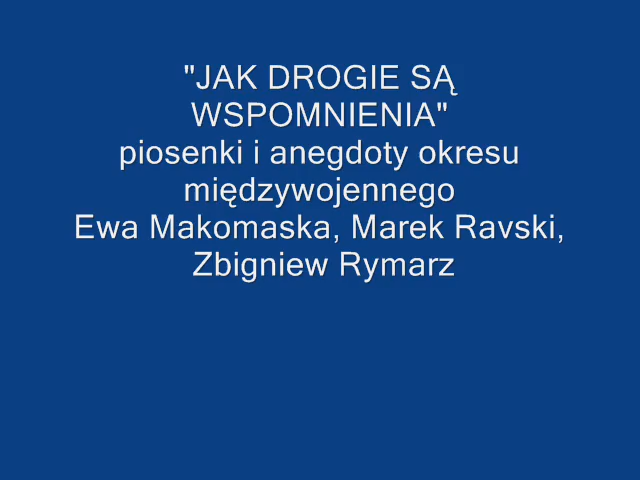 "JAK DROGIE SĄ
WSPOMNIENIA"
piosenki i anegdoty okresu
międzywojennego
Ewa Makomaska, Marek Ravski,
Zbigniew Rymarz